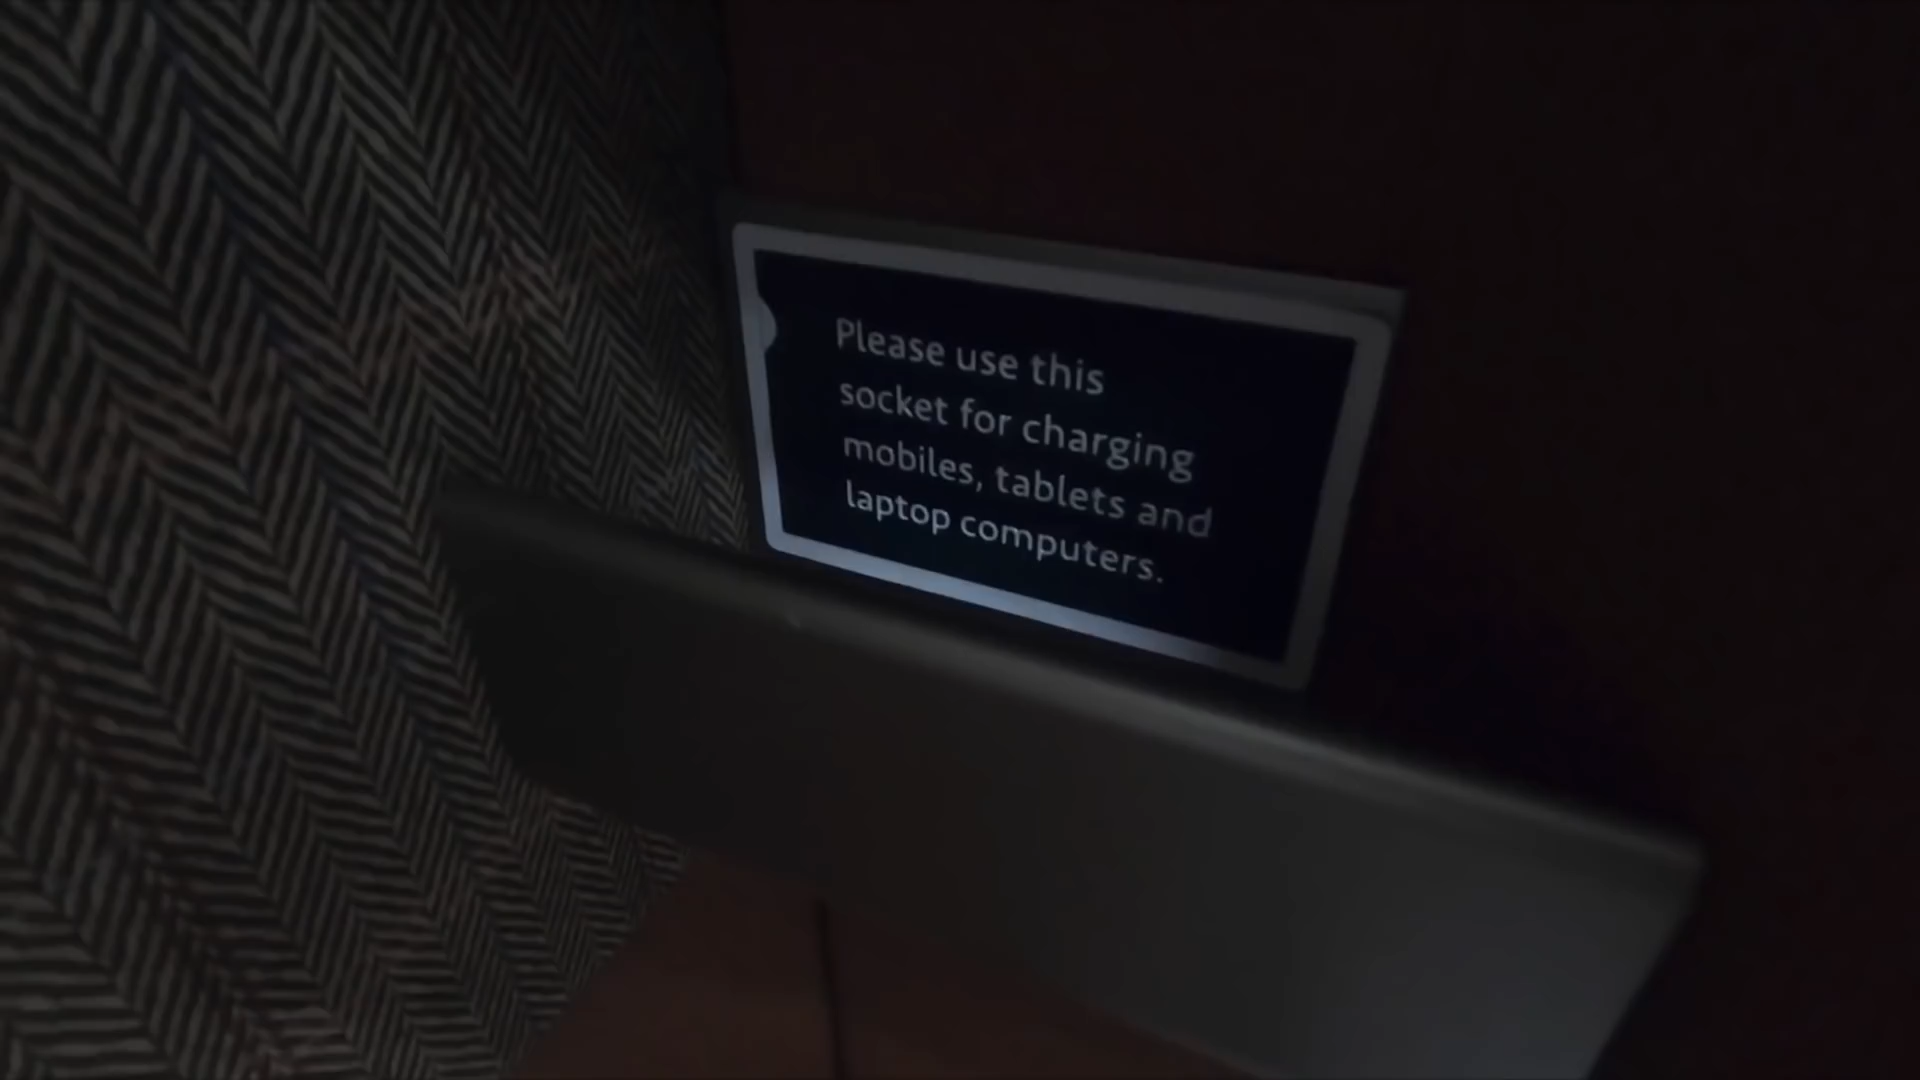 Please use this
socket for charging
mobiles, tablets and
laptop computers.